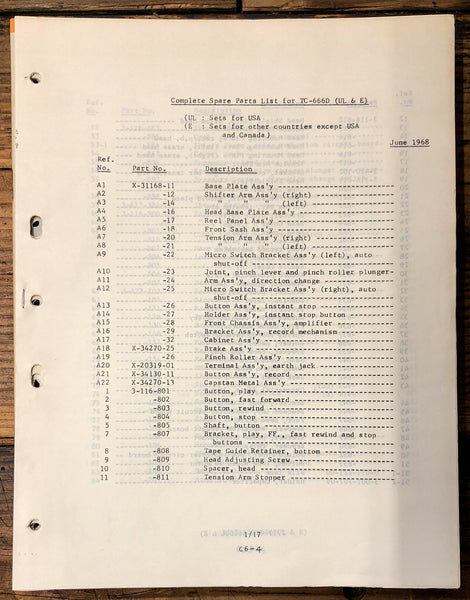 Complete Spare Parts List for TC-666D (UL & E)
(UL : Sets for USA
(E : Sets for other countries except USA
and Canada)
June 1968
Ref.
No. Part No. Description
A1 X-31168-11 Base Plate Ass'y
A2 -12 Shifter Arm Ass'y (right)
A3 -14 " " " (left)
A4 -16 Head Base Plate Ass'y
A5 -17 Reel Panel Ass'y
A6 -18 Front Sash Ass'y
A7 -20 Tension Arm Ass'y (right)
A8 -21 " " " (left)
A9 -22 Micro Switch Bracket Ass'y (left), auto
shut-off
A10 -23 Joint, pinch lever and pinch roller plunger-
A11 -24 Arm Ass'y, direction change
A12 -25 Micro Switch Bracket Ass'y (right), auto
shut-off
A13 -26 Button Ass'y, instant stop
A14 -27 Holder Ass'y, instant stop button
A15 -28 Front Chassis Ass'y, amplifier
A16 -29 Bracket Ass'y, record mechanism
A17 -32 Cabinet Ass'y
A18 X-34270-25 Brake Ass'y
A19 -26 Pinch Roller Ass'y
A20 X-20319-01 Terminal Ass'y, earth jack
A21 X-34130-11 Button Ass'y, record
A22 X-34270-13 Capstan Metal Ass'y
1 3-116-801 Button, play
2 -802 Button, fast forward
3 -803 Button, rewind
4 -804 Button, stop
5 -805 Shaft, button
7 -807 Bracket, play, FF., fast rewind and stop
buttons
8 -808 Tape Guide Retainer, bottom
9 -809 Head Adjusting Screw
10 -810 Spacer, head
11 -811 Tension Arm Stopper
1/17
C6-4